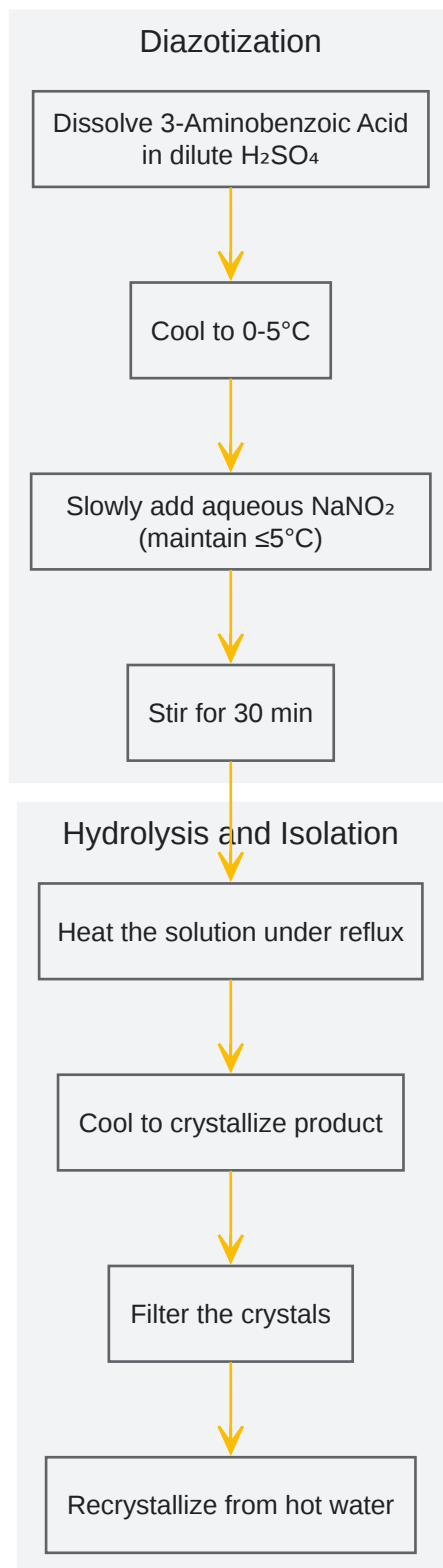 Diazotization
Dissolve 3-Aminobenzoic Acid
in dilute H₂SO₄
Cool to 0-5°C
Slowly add aqueous NaNO₂
(maintain ≤5°C)
Stir for 30 min
Hydrolysis and Isolation
Heat the solution under reflux
Cool to crystallize product
Filter the crystals
Recrystallize from hot water